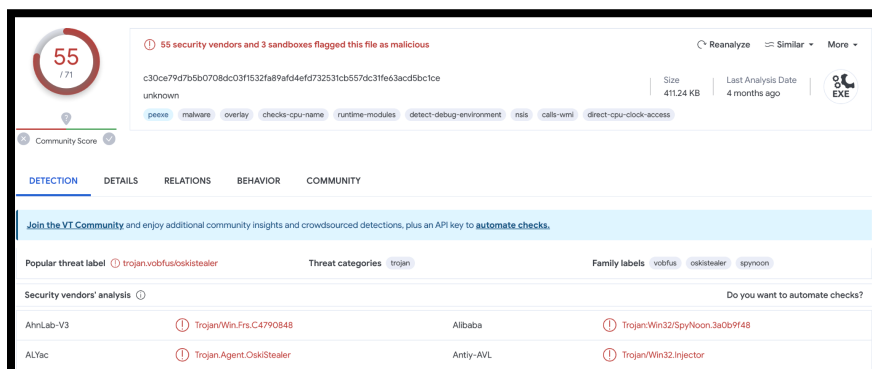 55
/ 71
?
Community Score
55 security vendors and 3 sandboxes flagged this file as malicious
Reanalyze
Similar
More
c30ce79d7b5b0708dc03f1532fa89afd4efd732531cb557dc31fe63acd5bc1ce
unknown
Size
411.24 KB
Last Analysis Date
4 months ago
EXE
peexe malware overlay checks-cpu-name runtime-modules detect-debug-environment nsis calls-wmi direct-cpu-clock-access
DETECTION DETAILS RELATIONS BEHAVIOR COMMUNITY
Join the VT Community and enjoy additional community insights and crowdsourced detections, plus an API key to automate checks.
Popular threat label trojan.vobfus/oskistealer Threat categories trojan Family labels vobfus oskistealer spynoon
Security vendors' analysis Do you want to automate checks?
AhnLab-V3 Trojan/Win.Frs.C4790848 Alibaba Trojan:Win32/SpyNoon.3a0b9f48
ALYac Trojan.Agent.OskiStealer Antiy-AVL Trojan/Win32.Injector